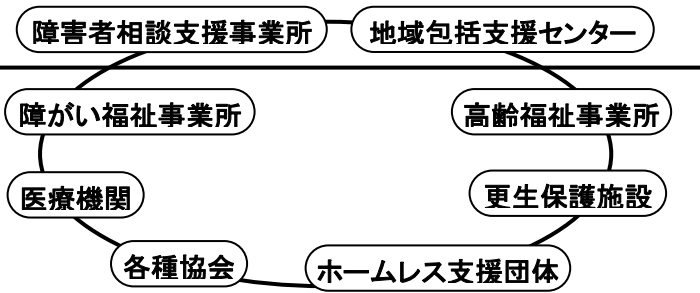 障害者相談支援事業所
地域包括支援センター
障がい福祉事業所
高齢福祉事業所
医療機関
更生保護施設
各種協会
ホームレス支援団体